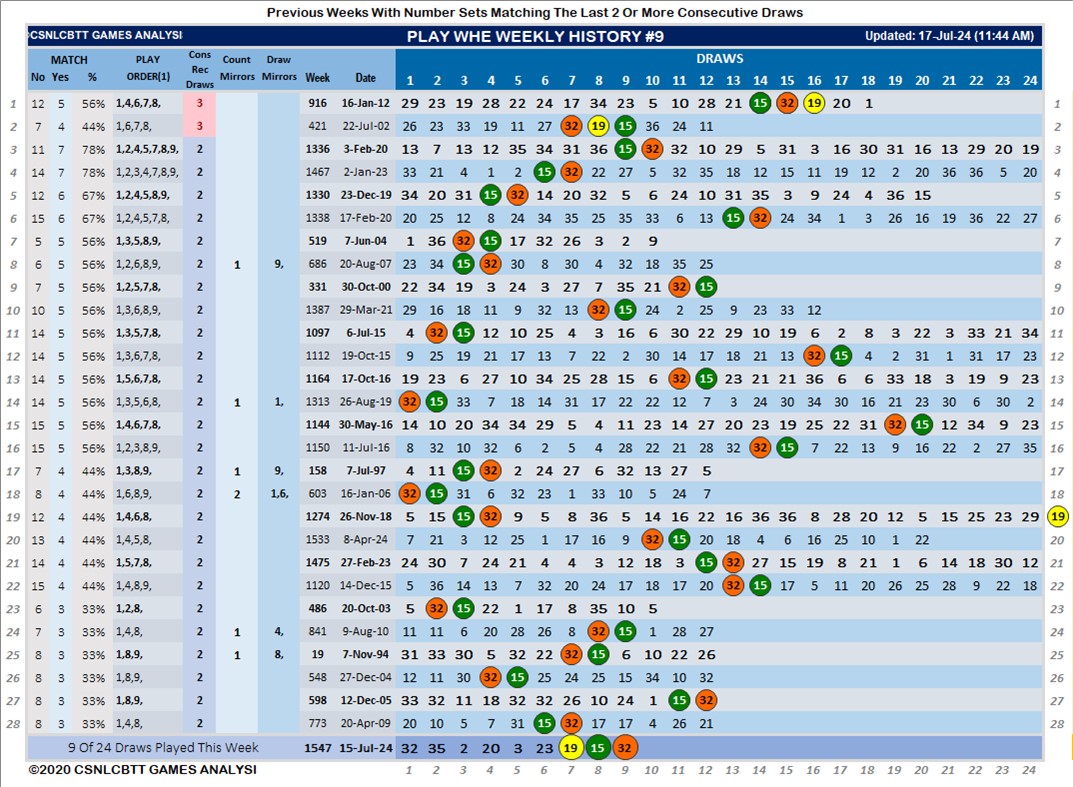 Previous Weeks With Number Sets Matching The Last 2 Or More Consecutive Draws
CSNLCBTT GAMES ANALYSI PLAY WHE WEEKLY HISTORY #9 Updated: 17-Jul-24 (11:44 AM)
MATCH PLAY Cons Rec Draws Count Mirrors Draw Mirrors DRAWS
No Yes % ORDER(1) Week Date 1 2 3 4 5 6 7 8 9 10 11 12 13 14 15 16 17 18 19 20 21 22 23 24
1 12 5 56% 1,4,6,7,8, 3 916 16-Jan-12 29 23 19 28 22 24 17 34 23 5 10 28 21 15 32 19 20 1 1
2 7 4 44% 1,6,7,8, 3 421 22-Jul-02 26 23 33 19 11 27 32 19 15 36 24 11 2
3 11 7 78% 1,2,4,5,7,8,9, 2 1336 3-Feb-20 13 7 13 12 35 34 31 36 15 32 32 10 29 5 31 3 16 30 31 16 13 29 20 19 3
4 14 7 78% 1,2,3,4,7,8,9, 2 1467 2-Jan-23 33 21 4 1 2 15 32 22 27 5 32 35 18 12 15 11 19 12 2 20 36 36 5 20 4
5 12 6 67% 1,2,4,5,8,9, 2 1330 23-Dec-19 34 20 31 15 32 14 20 32 5 6 24 10 31 35 3 9 24 4 36 15 5
6 15 6 67% 1,2,4,5,7,8, 2 1338 17-Feb-20 20 25 12 8 24 34 35 25 35 33 6 13 15 32 24 34 1 3 26 16 19 36 22 27 6
7 5 5 56% 1,3,5,8,9, 2 519 7-Jun-04 1 36 32 15 17 32 26 3 2 9 7
8 6 5 56% 1,2,6,8,9, 2 1 9, 686 20-Aug-07 23 34 15 32 30 8 30 4 32 18 35 25 8
9 7 5 56% 1,2,5,7,8, 2 331 30-Oct-00 22 34 19 3 24 3 27 7 35 21 32 15 9
10 10 5 56% 1,3,6,8,9, 2 1387 29-Mar-21 29 16 18 11 9 32 13 32 15 24 2 25 9 23 33 12 10
11 14 5 56% 1,3,5,7,8, 2 1097 6-Jul-15 4 32 15 12 10 25 4 3 16 6 30 22 29 10 19 6 2 5 3 22 3 33 21 34 11
12 14 5 56% 1,3,6,7,8, 2 1112 19-Oct-15 9 25 19 21 17 13 7 22 2 30 14 17 18 21 13 32 15 4 2 31 1 31 17 23 12
13 14 5 56% 1,5,6,7,8, 2 1164 17-Oct-16 19 23 6 27 10 34 25 28 15 6 32 15 23 21 21 36 6 6 33 18 3 19 9 23 13
14 14 5 56% 1,3,5,6,8, 2 1 1, 1313 26-Aug-19 32 15 33 7 18 14 31 17 22 22 12 7 3 24 30 34 30 16 21 23 30 6 30 2 14
15 15 5 56% 1,4,6,7,8, 2 1144 30-May-16 14 10 20 34 34 29 5 4 11 23 14 27 20 23 19 25 22 31 32 15 12 34 9 23 15
16 15 5 56% 1,2,3,8,9, 2 1150 11-Jul-16 8 32 10 32 6 2 5 4 28 22 21 28 32 32 15 7 22 13 9 16 22 2 27 35 16
17 7 4 44% 1,3,8,9, 2 1 9, 158 7-Jul-97 4 11 15 32 2 24 27 6 32 13 27 5 17
18 8 4 44% 1,6,8,9, 2 2 1,6, 603 16-Jan-06 32 15 31 6 32 23 1 33 10 5 24 7 18
19 12 4 44% 1,4,6,8, 2 1274 26-Nov-18 5 15 15 32 9 5 8 36 5 14 16 22 16 36 36 8 28 20 12 5 15 25 23 29 19
20 13 4 44% 1,4,5,8, 2 1533 8-Apr-24 7 21 3 12 25 1 17 16 9 32 15 20 18 4 6 16 25 10 1 22 20
21 14 4 44% 1,5,7,8, 2 1475 27-Feb-23 24 30 7 24 21 4 4 3 12 18 3 15 32 27 15 19 8 21 1 6 14 18 30 12 21
22 15 4 44% 1,4,8,9, 2 1120 14-Dec-15 5 36 14 13 7 32 20 24 17 18 17 20 32 15 17 5 11 20 26 25 28 9 22 18 22
23 6 3 33% 1,2,8, 2 486 20-Oct-03 5 32 15 22 1 17 8 35 10 5 23
24 7 3 33% 1,4,8, 2 1 4, 841 9-Aug-10 11 11 6 20 28 26 8 32 15 1 28 27 24
25 8 3 33% 1,8,9, 2 1 8, 19 7-Nov-94 31 33 30 5 32 22 32 15 6 10 22 26 25
26 8 3 33% 1,8,9, 2 548 27-Dec-04 12 11 30 32 15 25 24 25 15 34 10 32 26
27 8 3 33% 1,8,9, 2 598 12-Dec-05 33 32 11 18 32 32 26 10 24 1 15 32 27
28 8 3 33% 1,4,8, 2 773 20-Apr-09 20 10 5 7 31 15 32 17 17 4 26 21 28
9 Of 24 Draws Played This Week 1547 15-Jul-24 32 35 2 20 3 23 19 15 32
©2020 CSNLCBTT GAMES ANALYSI 1 2 3 4 5 6 7 8 9 10 11 12 13 14 15 16 17 18 19 20 21 22 23 24